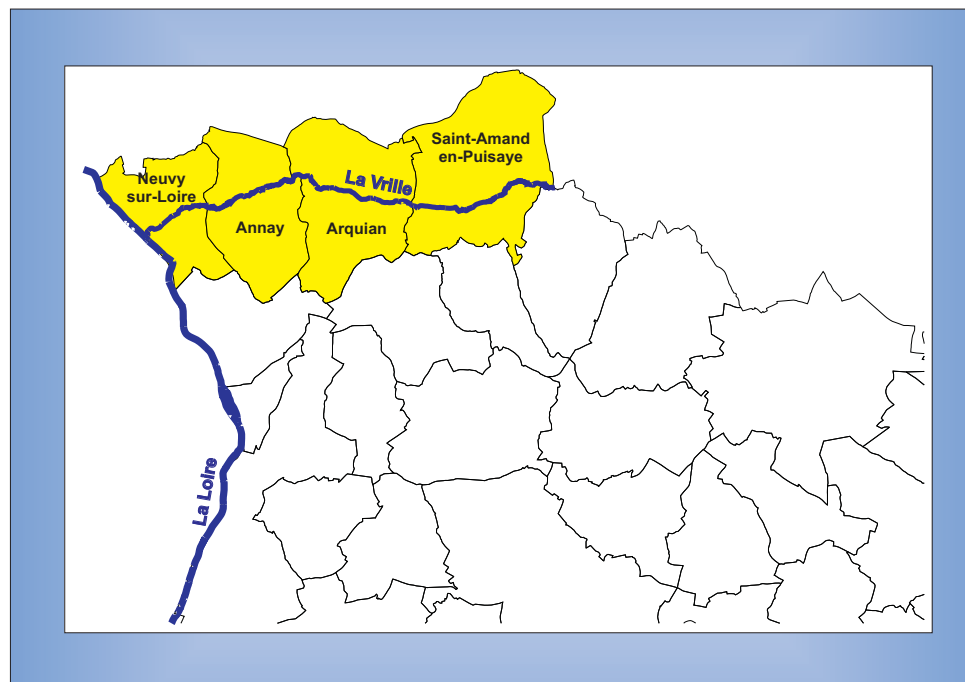 Saint-Amand
en-Puisaye
La Vrille
Neuvy
sur-Loire
Annay
Arquian
La Loire